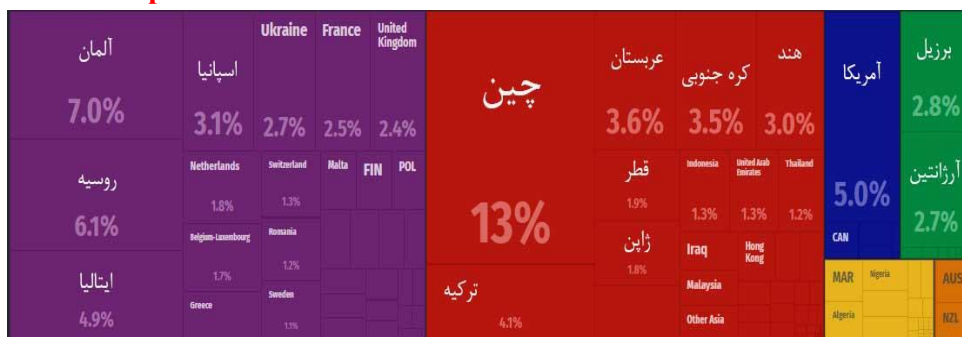 آلمان
7.0%
روسیه
6.1%
ایتالیا
4.9%
اسپانیا
3.1%
Ukraine
2.7%
France
2.5%
United
Kingdom
2.4%
Netherlands
1.8%
Belgium-Luxembourg
1.7%
Greece
Switzerland
1.3%
Romania
1.2%
Sweden
1.1%
Malta
FIN
POL
چین
13%
ترکیه
4.1%
عربستان
3.6%
کره جنوبی
3.5%
هند
3.0%
قطر
1.9%
ژاپن
1.8%
Indonesia
1.3%
United Arab
Emirates
1.3%
Thailand
1.2%
Iraq
Hong
Kong
Malaysia
Other Asia
آمریکا
5.0%
CAN
برزیل
2.8%
آرژانتین
2.7%
MAR
Nigeria
Algeria
AUS
NZL